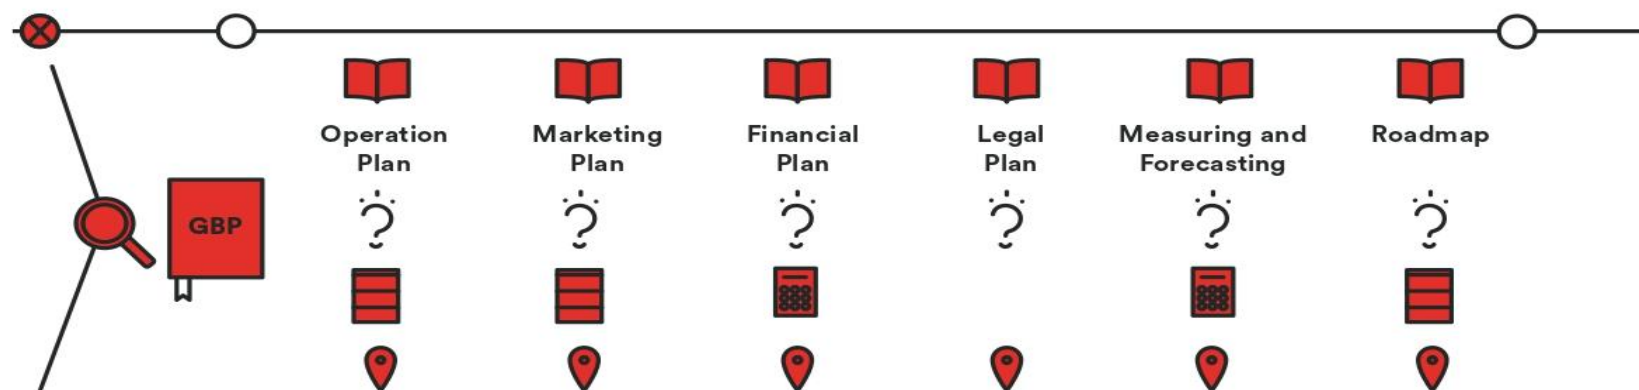 Operation
Plan
Marketing
Plan
Financial
Plan
Legal
Plan
Measuring and
Forecasting
Roadmap
GBP